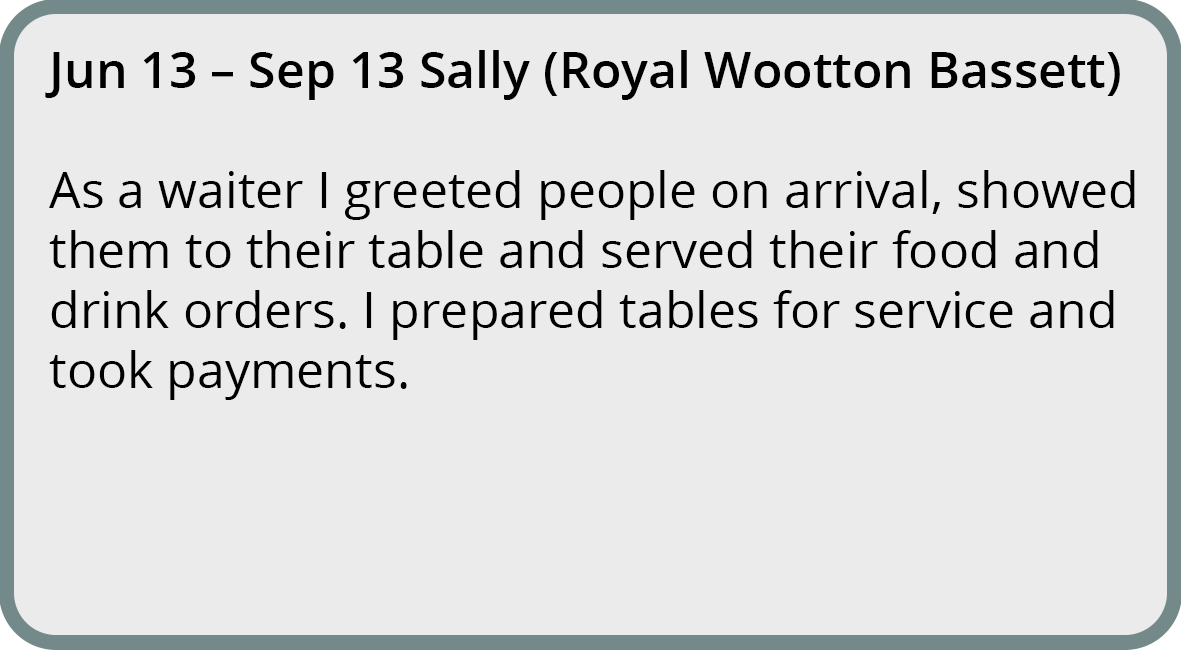 Jun 13 – Sep 13 Sally (Royal Wootton Bassett)
As a waiter I greeted people on arrival, showed
them to their table and served their food and
drink orders. I prepared tables for service and
took payments.